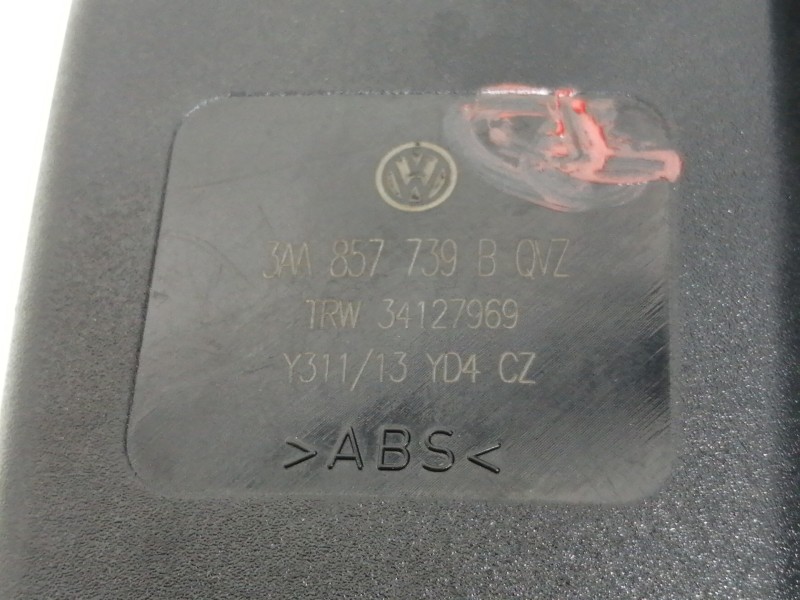 3AA 857 739 B QVZ
TRW 34127969
Y311/13 YD4 CZ
>ABS<